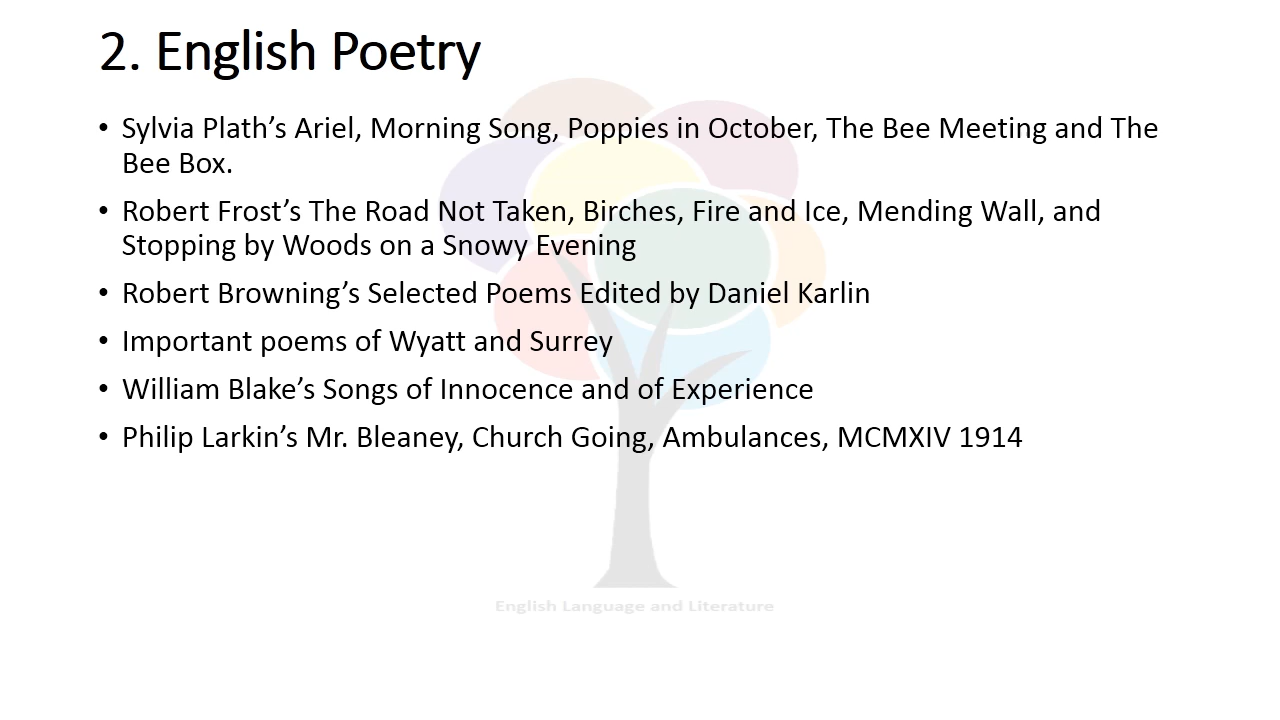 2. English Poetry
• Sylvia Plath’s Ariel, Morning Song, Poppies in October, The Bee Meeting and The
Bee Box.
• Robert Frost’s The Road Not Taken, Birches, Fire and Ice, Mending Wall, and
Stopping by Woods on a Snowy Evening
• Robert Browning’s Selected Poems Edited by Daniel Karlin
• Important poems of Wyatt and Surrey
• William Blake’s Songs of Innocence and of Experience
• Philip Larkin’s Mr. Bleaney, Church Going, Ambulances, MCMXIV 1914
English Language and Literature